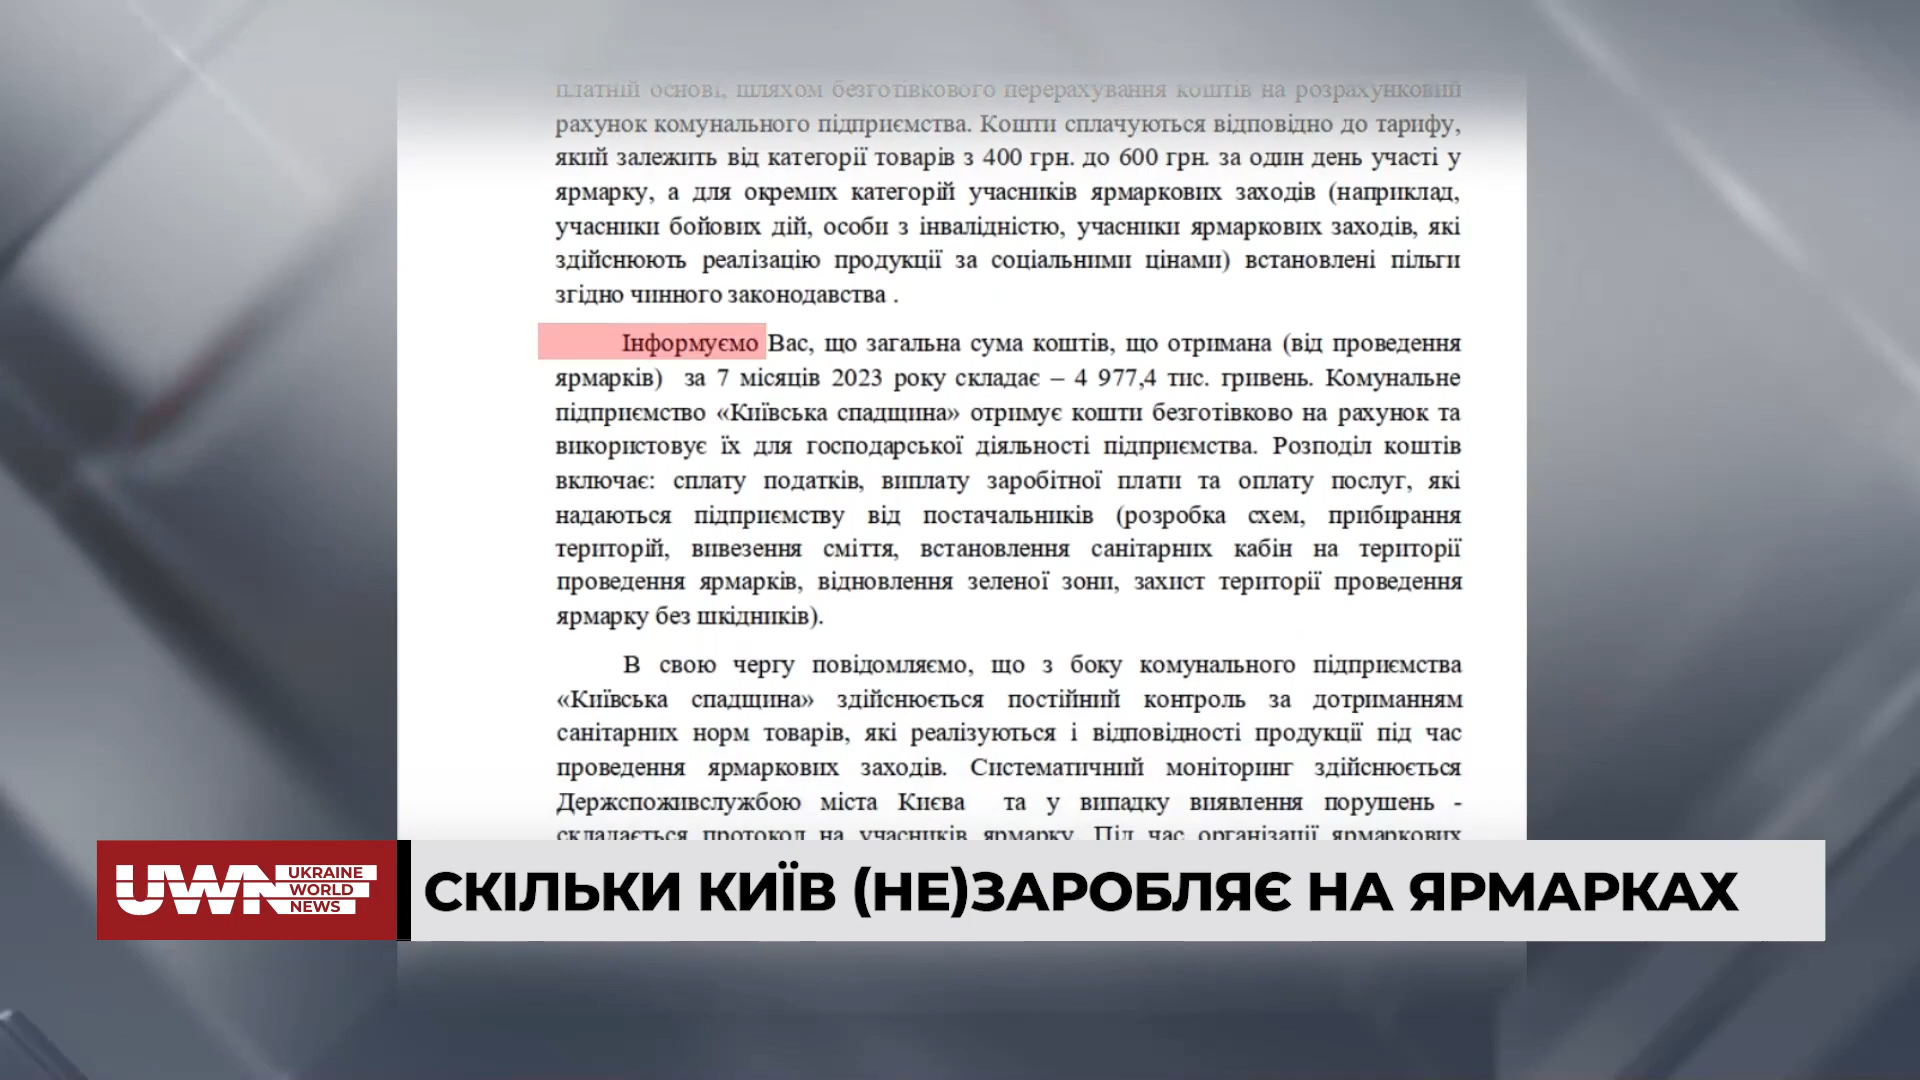 платній основі, шляхом безготівкового перерахування коштів на розрахунковий
рахунок комунального підприємства. Кошти сплачуються відповідно до тарифу,
який залежить від категорії товарів з 400 грн. до 600 грн. за один день участі у
ярмарку, а для окремих категорій учасників ярмаркових заходів (наприклад,
учасники бойових дій, особи з інвалідністю, учасники ярмаркових заходів, які
здійснюють реалізацію продукції за соціальними цінами) встановлені пільги
згідно чинного законодавства .
Інформуємо Вас, що загальна сума коштів, що отримана (від проведення
ярмарків) за 7 місяців 2023 року складає – 4 977,4 тис. гривень. Комунальне
підприємство «Київська спадщина» отримує кошти безготівково на рахунок та
використовує їх для господарської діяльності підприємства. Розподіл коштів
включає: сплату податків, виплату заробітної плати та оплату послуг, які
надаються підприємству від постачальників (розробка схем, прибирання
територій, вивезення сміття, встановлення санітарних кабін на території
проведення ярмарків, відновлення зеленої зони, захист території проведення
ярмарку без шкідників).
В свою чергу повідомляємо, що з боку комунального підприємства
«Київська спадщина» здійснюється постійний контроль за дотриманням
санітарних норм товарів, які реалізуються і відповідності продукції під час
проведення ярмаркових заходів. Систематичний моніторинг здійснюється
Держспоживслужбою міста Києва та у випадку виявлення порушень -
складається протокол на учасників ярмарку. Під час організації ярмаркових
UWN UKRAINE
WORLD
NEWS
СКІЛЬКИ КИЇВ (НЕ)ЗАРОБЛЯЄ НА ЯРМАРКАХ